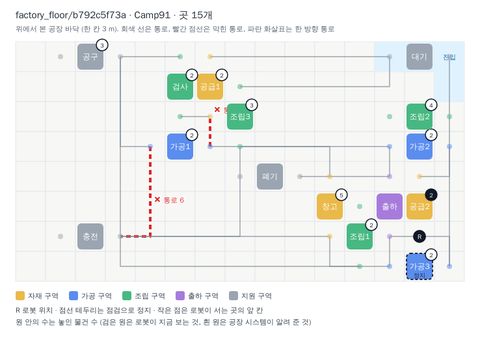 factory_floor/b792c5f73a · Camp91 · 곳 15개
위에서 본 공장 바닥 (한 칸 3 m). 회색 선은 통로, 빨간 점선은 막힌 통로, 파란 화살표는 한 방향 통로
공구 3
대기
진입
검사 2
공급1 2
조립3 3
조립2 4
가공1 2
가공2 2
폐기
✕ 통로 6
창고 5
출하
공급2 2
충전
조립1 2
R
가공3 2
자재 구역
가공 구역
조립 구역
출하 구역
지원 구역
R 로봇 위치 · 점선 테두리는 점검으로 정지 · 작은 점은 로봇이 서는 곳의 앞 칸
원 안의 수는 놓인 물건 수 (검은 원은 로봇이 지금 보는 것, 흰 원은 공장 시스템이 알려 준 것)